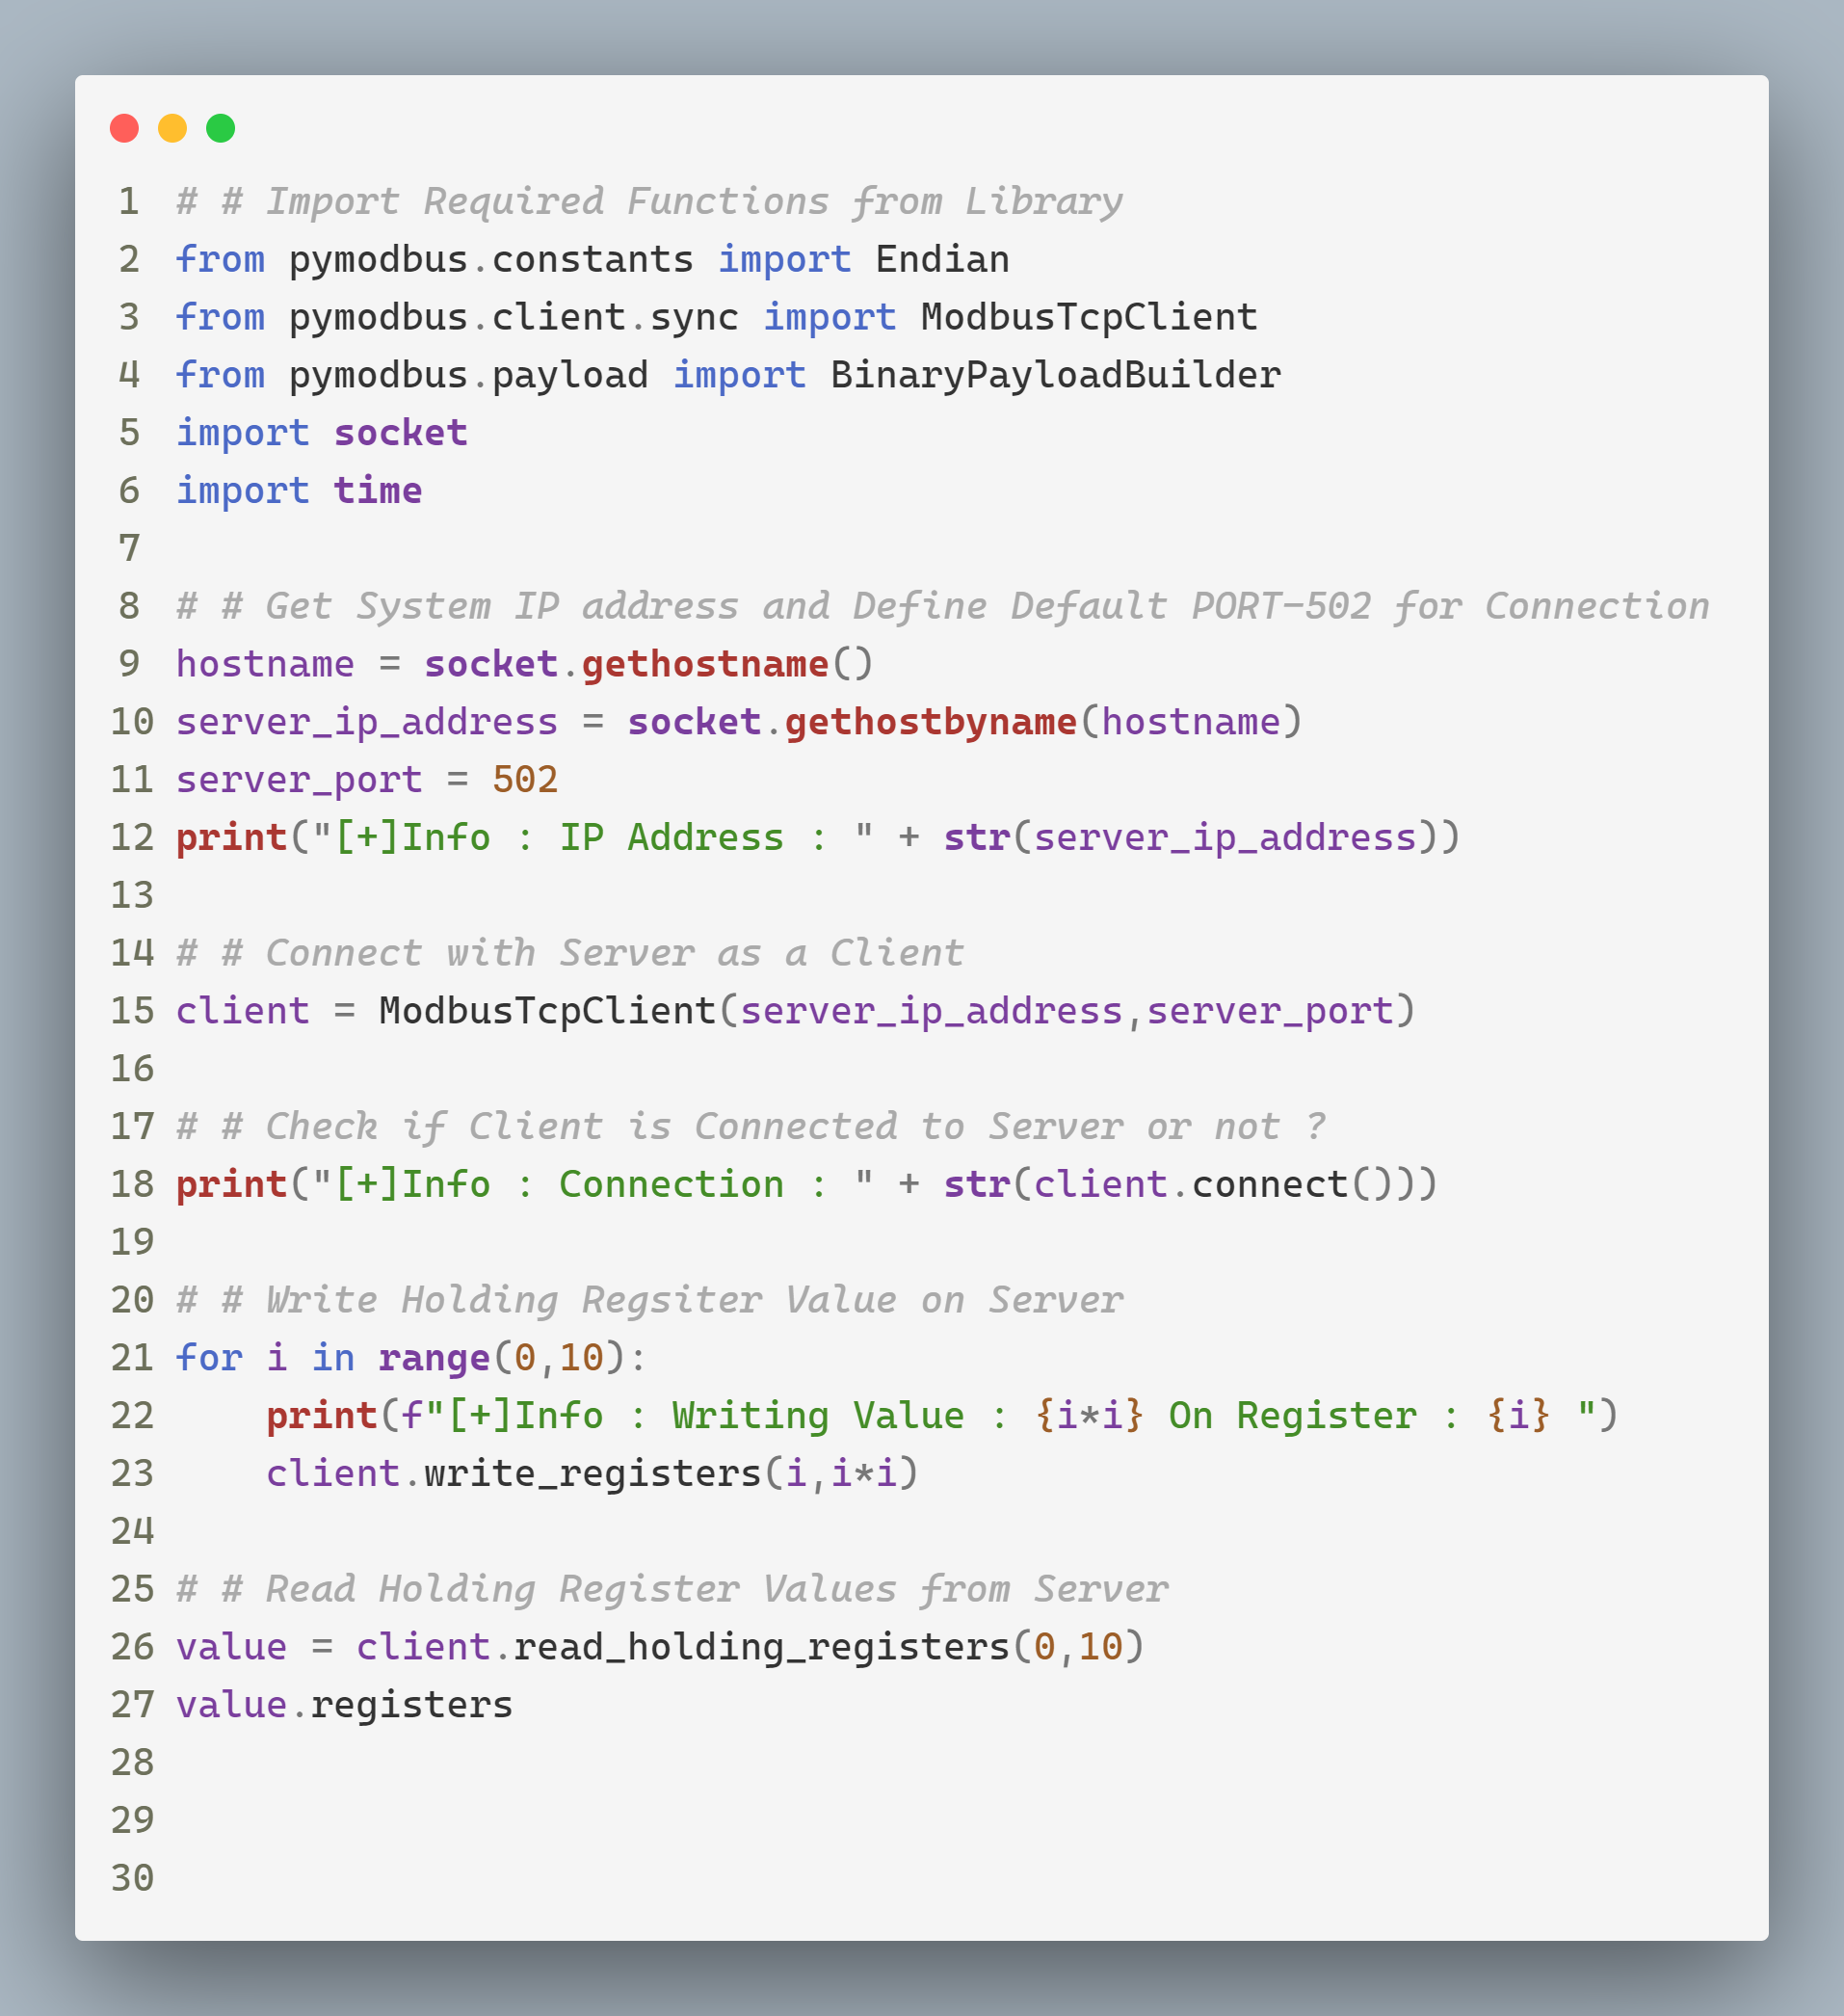 1 # # Import Required Functions from Library
2 from pymodbus.constants import Endian
3 from pymodbus.client.sync import ModbusTcpClient
4 from pymodbus.payload import BinaryPayloadBuilder
5 import socket
6 import time
7
8 # # Get System IP address and Define Default PORT-502 for Connection
9 hostname = socket.gethostname()
10 server_ip_address = socket.gethostbyname(hostname)
11 server_port = 502
12 print("[+]Info : IP Address : " + str(server_ip_address))
13
14 # # Connect with Server as a Client
15 client = ModbusTcpClient(server_ip_address,server_port)
16
17 # # Check if Client is Connected to Server or not ?
18 print("[+]Info : Connection : " + str(client.connect()))
19
20 # # Write Holding Regsiter Value on Server
21 for i in range(0,10):
22     print(f"[+]Info : Writing Value : {i*i} On Register : {i} ")
23     client.write_registers(i,i*i)
24
25 # # Read Holding Register Values from Server
26 value = client.read_holding_registers(0,10)
27 value.registers
28
29
30